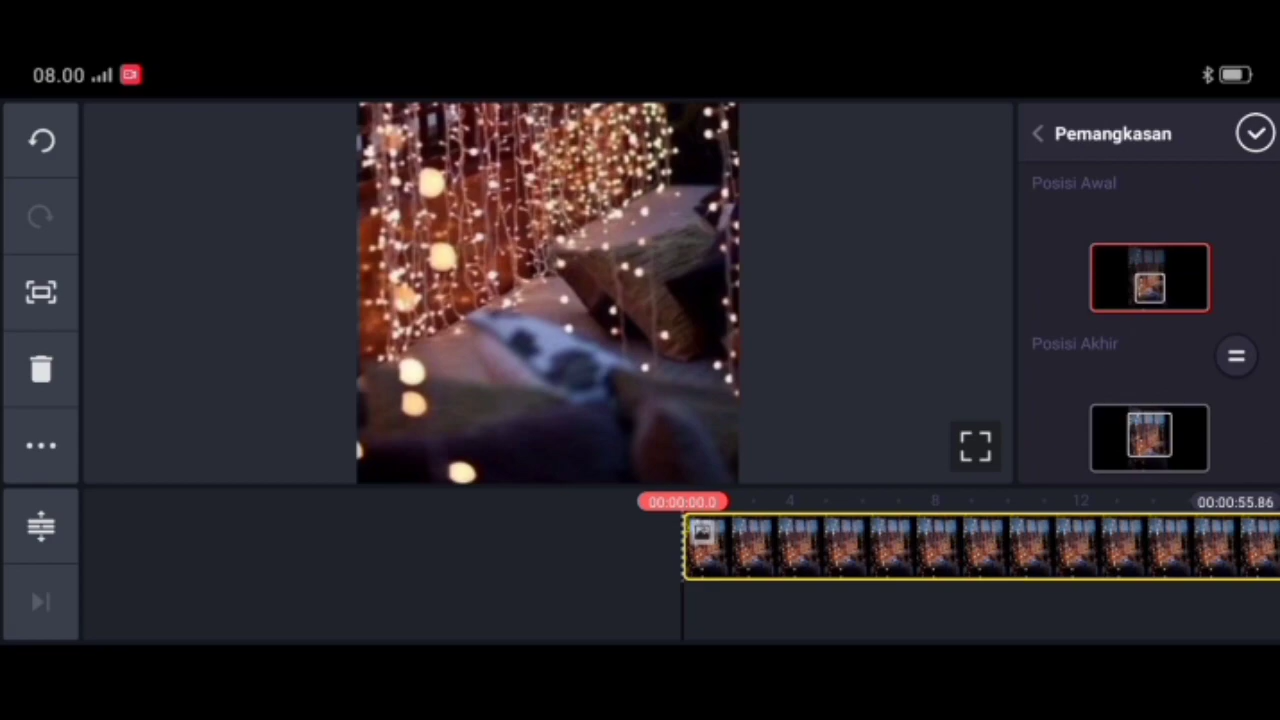 08.00
Pemangkasan
Posisi Awal
Posisi Akhir
00:00:00.0
4
8
12
00:00:55.86